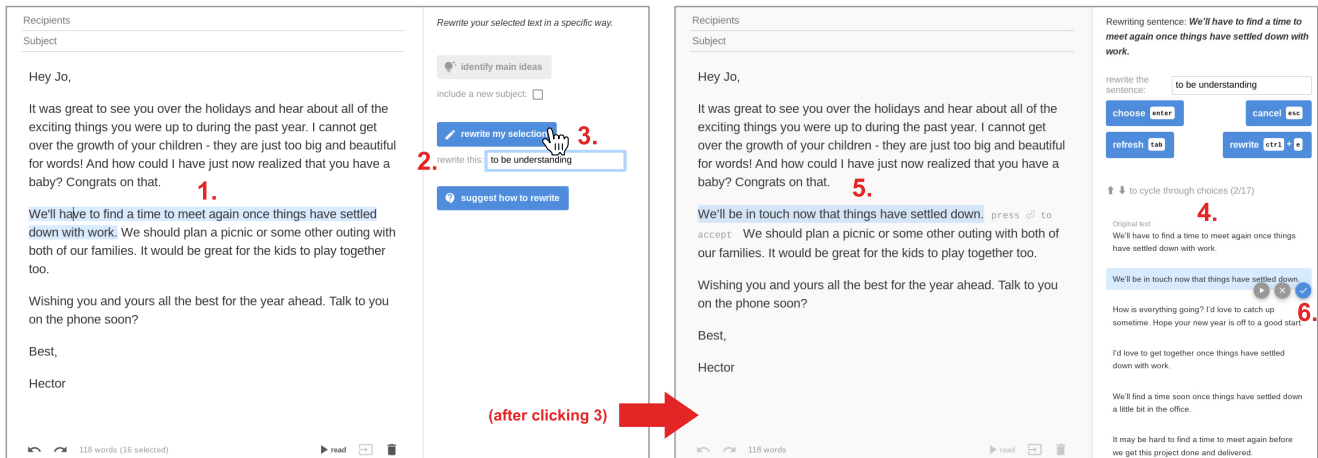 Recipients
Subject
Hey Jo,
It was great to see you over the holidays and hear about all of the
exciting things you were up to during the past year. I cannot get
over the growth of your children - they are just too big and beautiful
for words! And how could I have just now realized that you have a
baby? Congrats on that.
1.
We'll have to find a time to meet again once things have settled
down with work. We should plan a picnic or some other outing with
both of our families. It would be great for the kids to play together
too.
Wishing you and yours all the best for the year ahead. Talk to you
on the phone soon?
Best,
Hector
118 words (16 selected)
read
Rewrite your selected text in a specific way.
identify main ideas
include a new subject:
rewrite my selection
3.
2.
rewrite this: to be understanding
suggest how to rewrite
(after clicking 3)
Recipients
Subject
Hey Jo,
It was great to see you over the holidays and hear about all of the
exciting things you were up to during the past year. I cannot get
over the growth of your children - they are just too big and beautiful
for words! And how could I have just now realized that you have a
baby? Congrats on that.
5.
We'll be in touch now that things have settled down. press ⏎ to
accept We should plan a picnic or some other outing with both of
our families. It would be great for the kids to play together too.
Wishing you and yours all the best for the year ahead. Talk to you
on the phone soon?
Best,
Hector
118 words
read
Rewriting sentence: We'll have to find a time to
meet again once things have settled down with
work.
rewrite the
sentence:
to be understanding
choose enter
cancel esc
refresh tab
rewrite ctrl + e
⬆ ⬇ to cycle through choices (2/17)
4.
Original text
We'll have to find a time to meet again once things
have settled down with work.
We'll be in touch now that things have settled down.
How is everything going? I'd love to catch up
sometime. Hope your new year is off to a good start.
6.
I'd love to get together once things have settled
down with work.
We'll find a time soon once things have settled down
a little bit in the office.
It may be hard to find a time to meet again before
we get this project done and delivered.